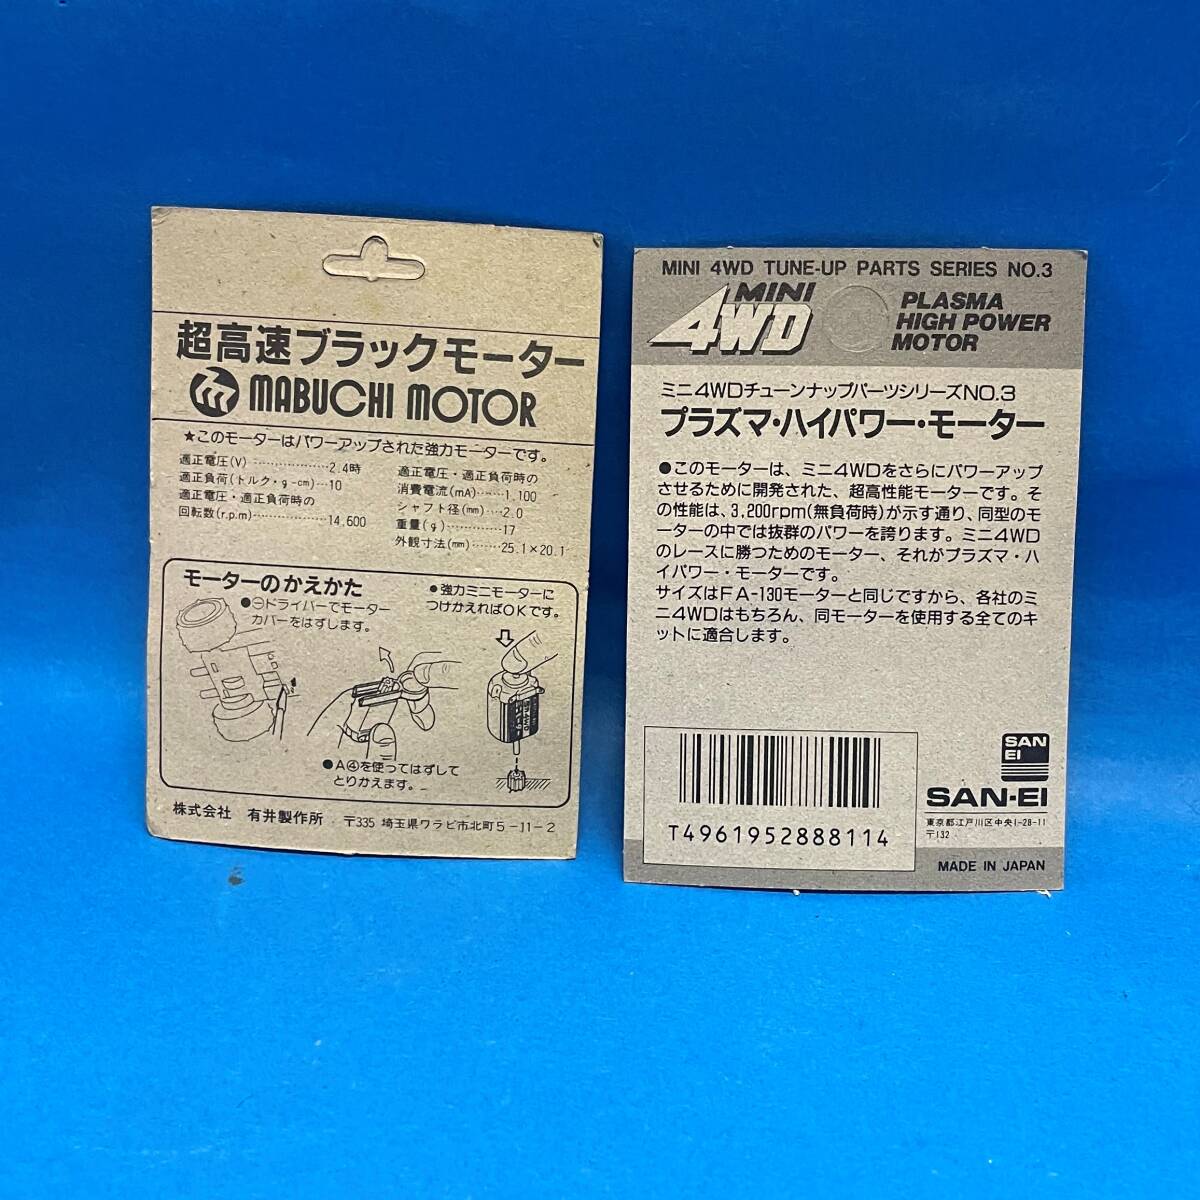 超高速ブラックモーター
MABUCHI MOTOR
★このモーターはパワーアップされた強力モーターです。
適正電圧(V)………………2.4時
適正負荷(トルク・g-cm)…10
適正電圧・適正負荷時の
回転数(r.p.m)………………14,600
適正電圧・適正負荷時の
消費電流(mA)……1,100
シャフト径(mm)…2.0
重量(g)…………17
外観寸法(mm)……25.1×20.1
モーターのかえかた
●⊖ドライバーでモーター
カバーをはずします。
●強力ミニモーターに
つけかえればOKです。
●A④を使ってはずして
とりかえます。
株式会社 有井製作所 〒335 埼玉県ワラビ市北町5-11-2
MINI 4WD TUNE-UP PARTS SERIES NO.3
MINI
4WD
PLASMA
HIGH POWER
MOTOR
ミニ4WDチューンナップパーツシリーズNO.3
プラズマ・ハイパワー・モーター
●このモーターは、ミニ4WDをさらにパワーアップ
させるために開発された、超高性能モーターです。そ
の性能は、3,200rpm(無負荷時)が示す通り、同型のモ
ーターの中では抜群のパワーを誇ります。ミニ4WD
のレースに勝つためのモーター、それがプラズマ・ハ
イパワー・モーターです。
サイズはFA-130モーターと同じですから、各社のミ
ニ4WDはもちろん、同モーターを使用する全てのキ
ットに適合します。
T4961952888114
SAN
EI
SAN-EI
東京都江戸川区中央1-28-11
〒132
MADE IN JAPAN